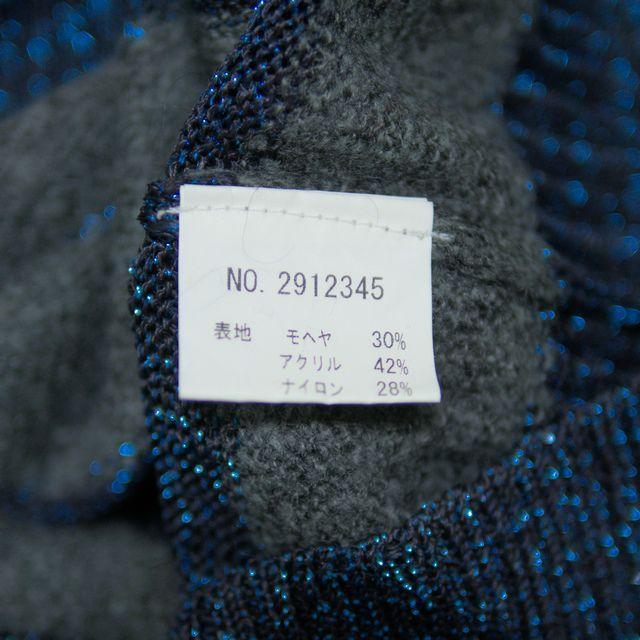 NO. 2912345
表地 モヘヤ 30%
アクリル 42%
ナイロン 28%